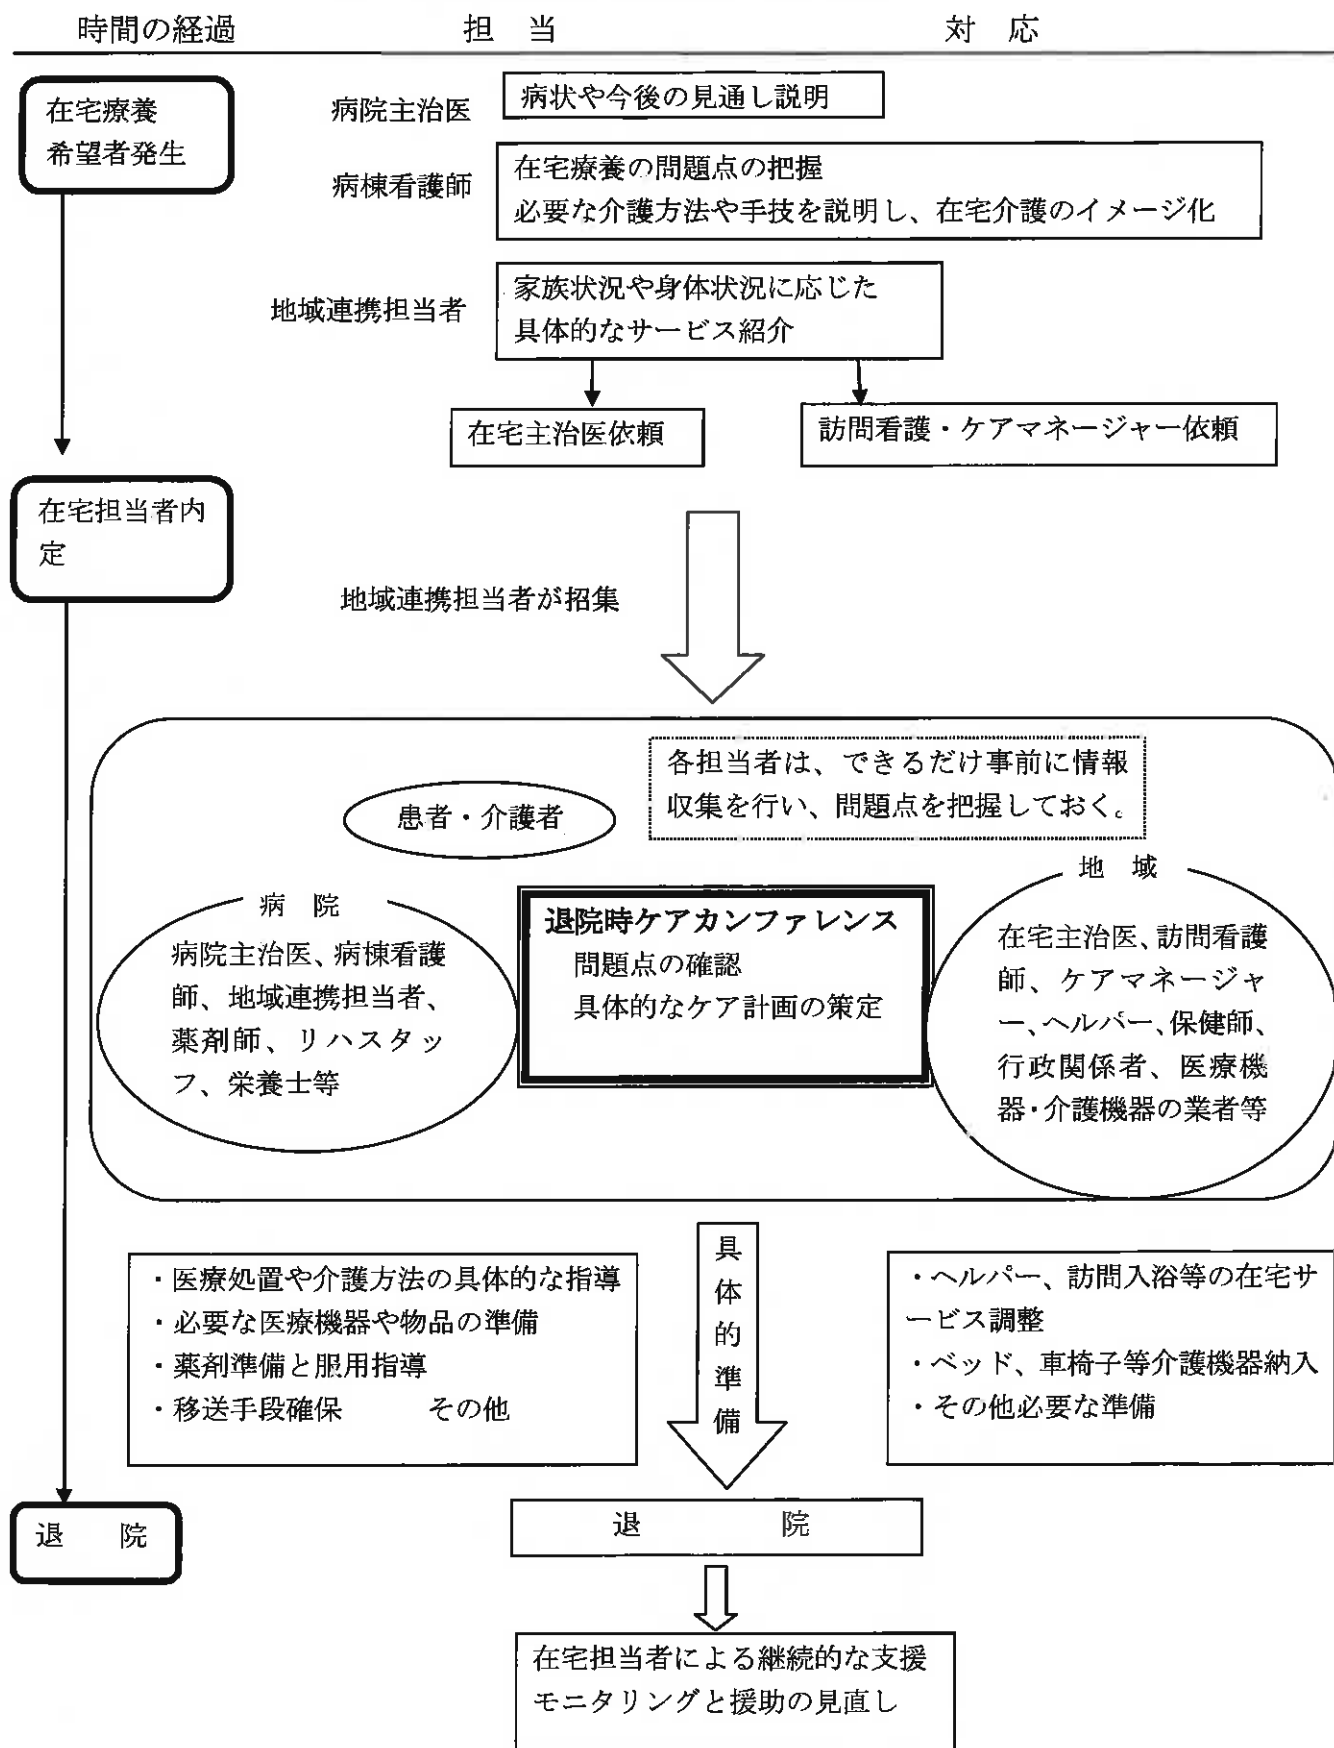 時間の経過　担　当　対　応
在宅療養
希望者発生
病院主治医
病状や今後の見通し説明
病棟看護師
在宅療養の問題点の把握
必要な介護方法や手技を説明し、在宅介護のイメージ化
地域連携担当者
家族状況や身体状況に応じた
具体的なサービス紹介
在宅主治医依頼
訪問看護・ケアマネージャー依頼
在宅担当者内
定
地域連携担当者が招集
各担当者は、できるだけ事前に情報
収集を行い、問題点を把握しておく。
患者・介護者
病　院
病院主治医、病棟看護
師、地域連携担当者、
薬剤師、リハスタッ
フ、栄養士等
退院時ケアカンファレンス
問題点の確認
具体的なケア計画の策定
地　域
在宅主治医、訪問看護
師、ケアマネージャ
ー、ヘルパー、保健師、
行政関係者、医療機
器・介護機器の業者等
・医療処置や介護方法の具体的な指導
・必要な医療機器や物品の準備
・薬剤準備と服用指導
・移送手段確保　　その他
具体的準備
・ヘルパー、訪問入浴等の在宅サ
ービス調整
・ベッド、車椅子等介護機器納入
・その他必要な準備
退　院
退　院
在宅担当者による継続的な支援
モニタリングと援助の見直し